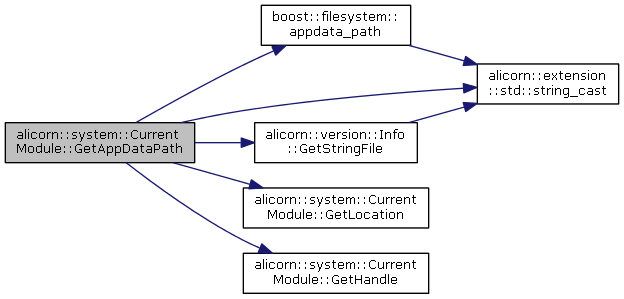 boost::filesystem::
appdata_path
alicorn::extension
::std::string_cast
alicorn::system::Current
Module::GetAppDataPath
alicorn::version::Info
::GetStringFile
alicorn::system::Current
Module::GetLocation
alicorn::system::Current
Module::GetHandle